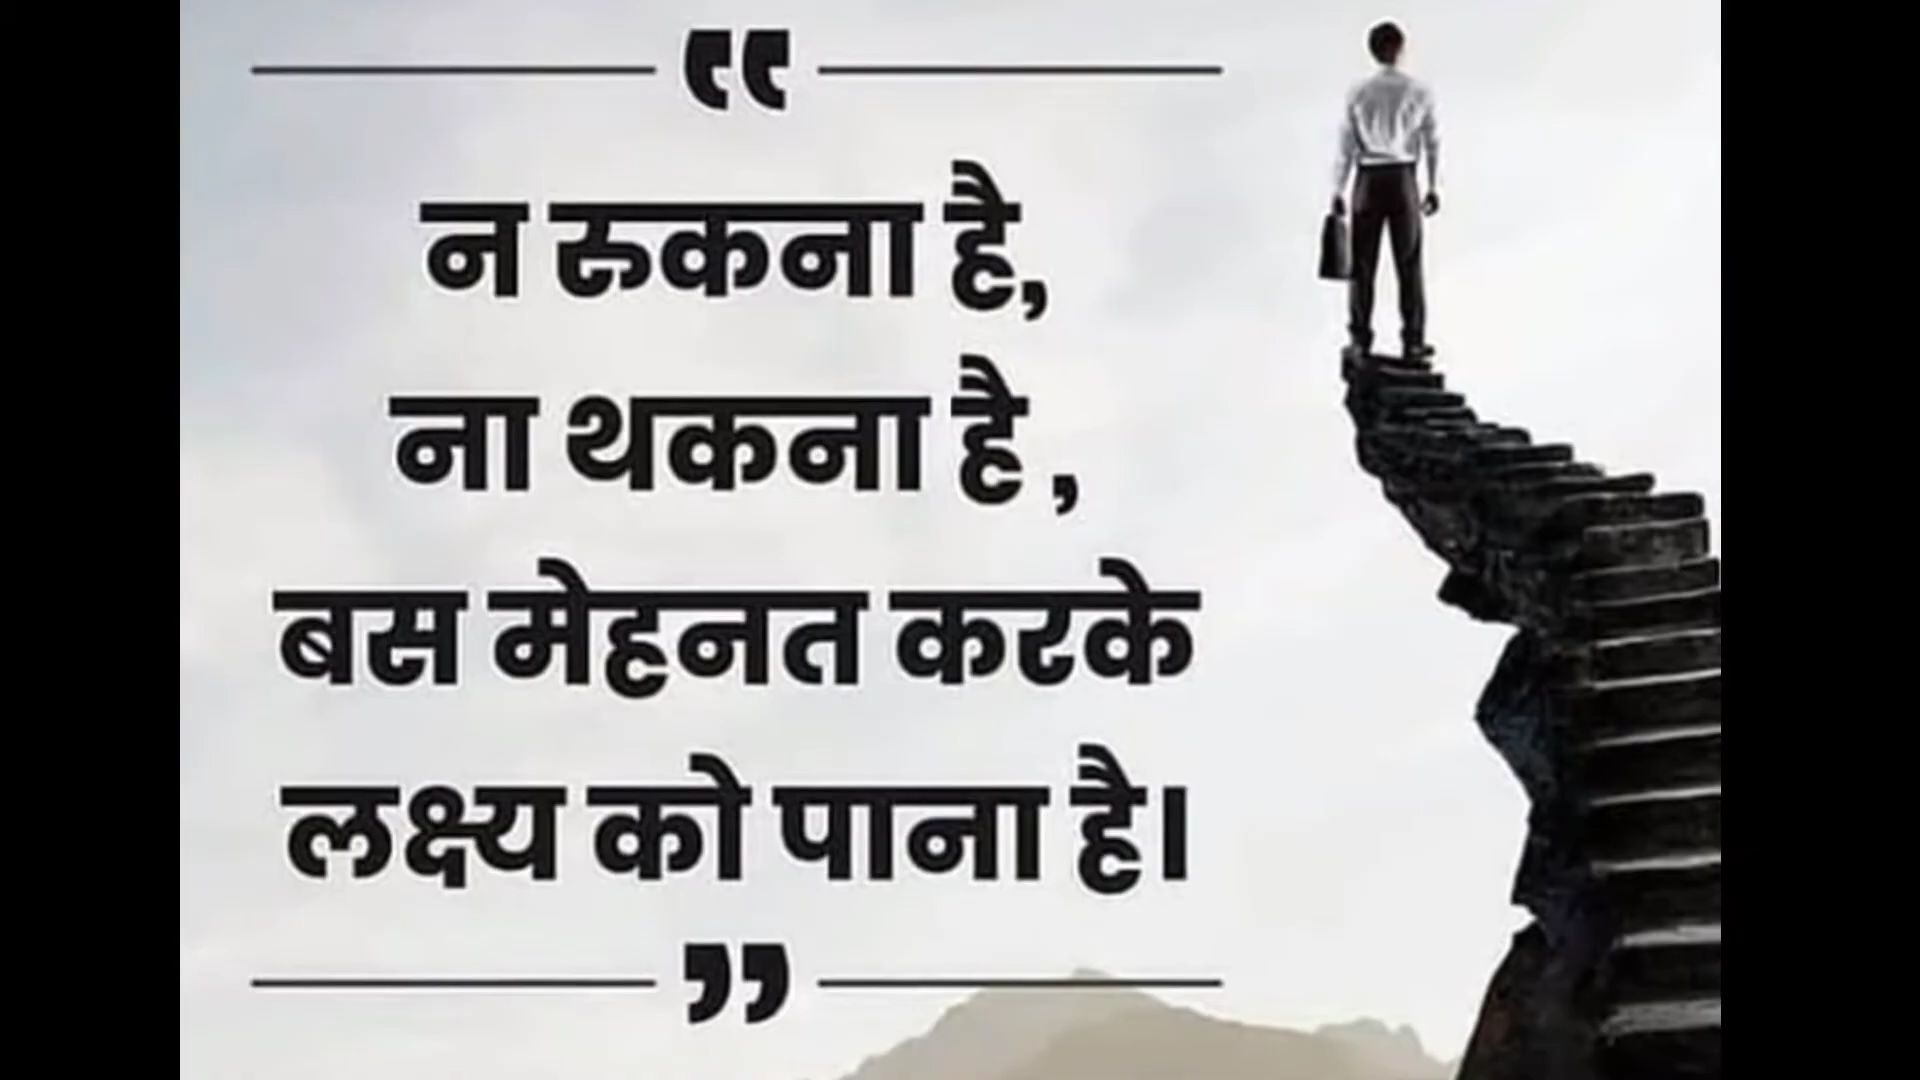 “
न रुकना है,
ना थकना है ,
बस मेहनत करके
लक्ष्य को पाना है।
”